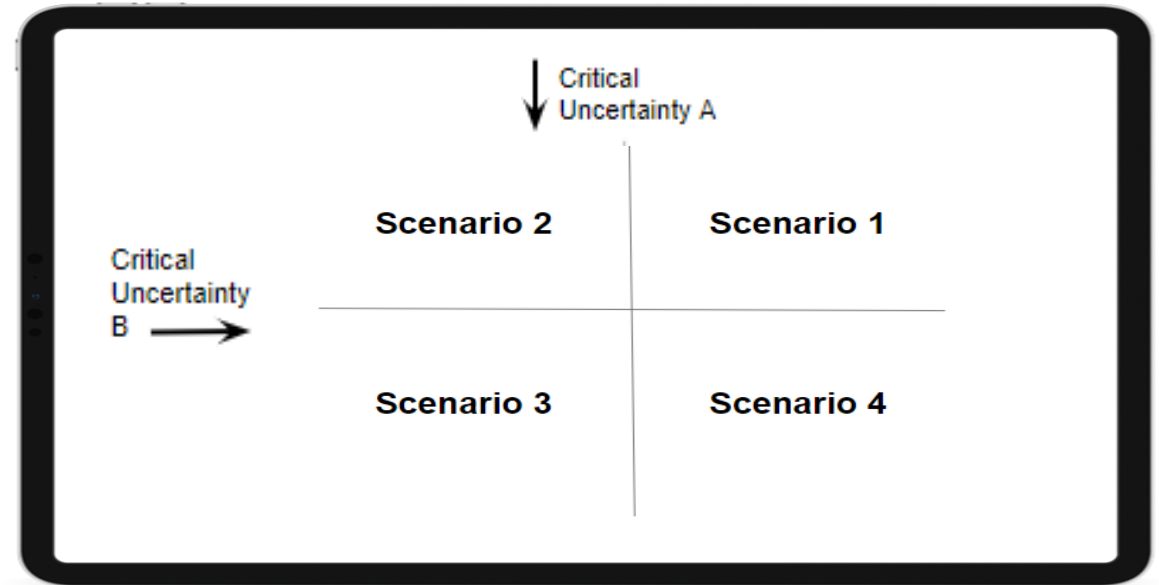 Critical
Uncertainty A
Scenario 2 Scenario 1
Critical
Uncertainty
B
Scenario 3 Scenario 4